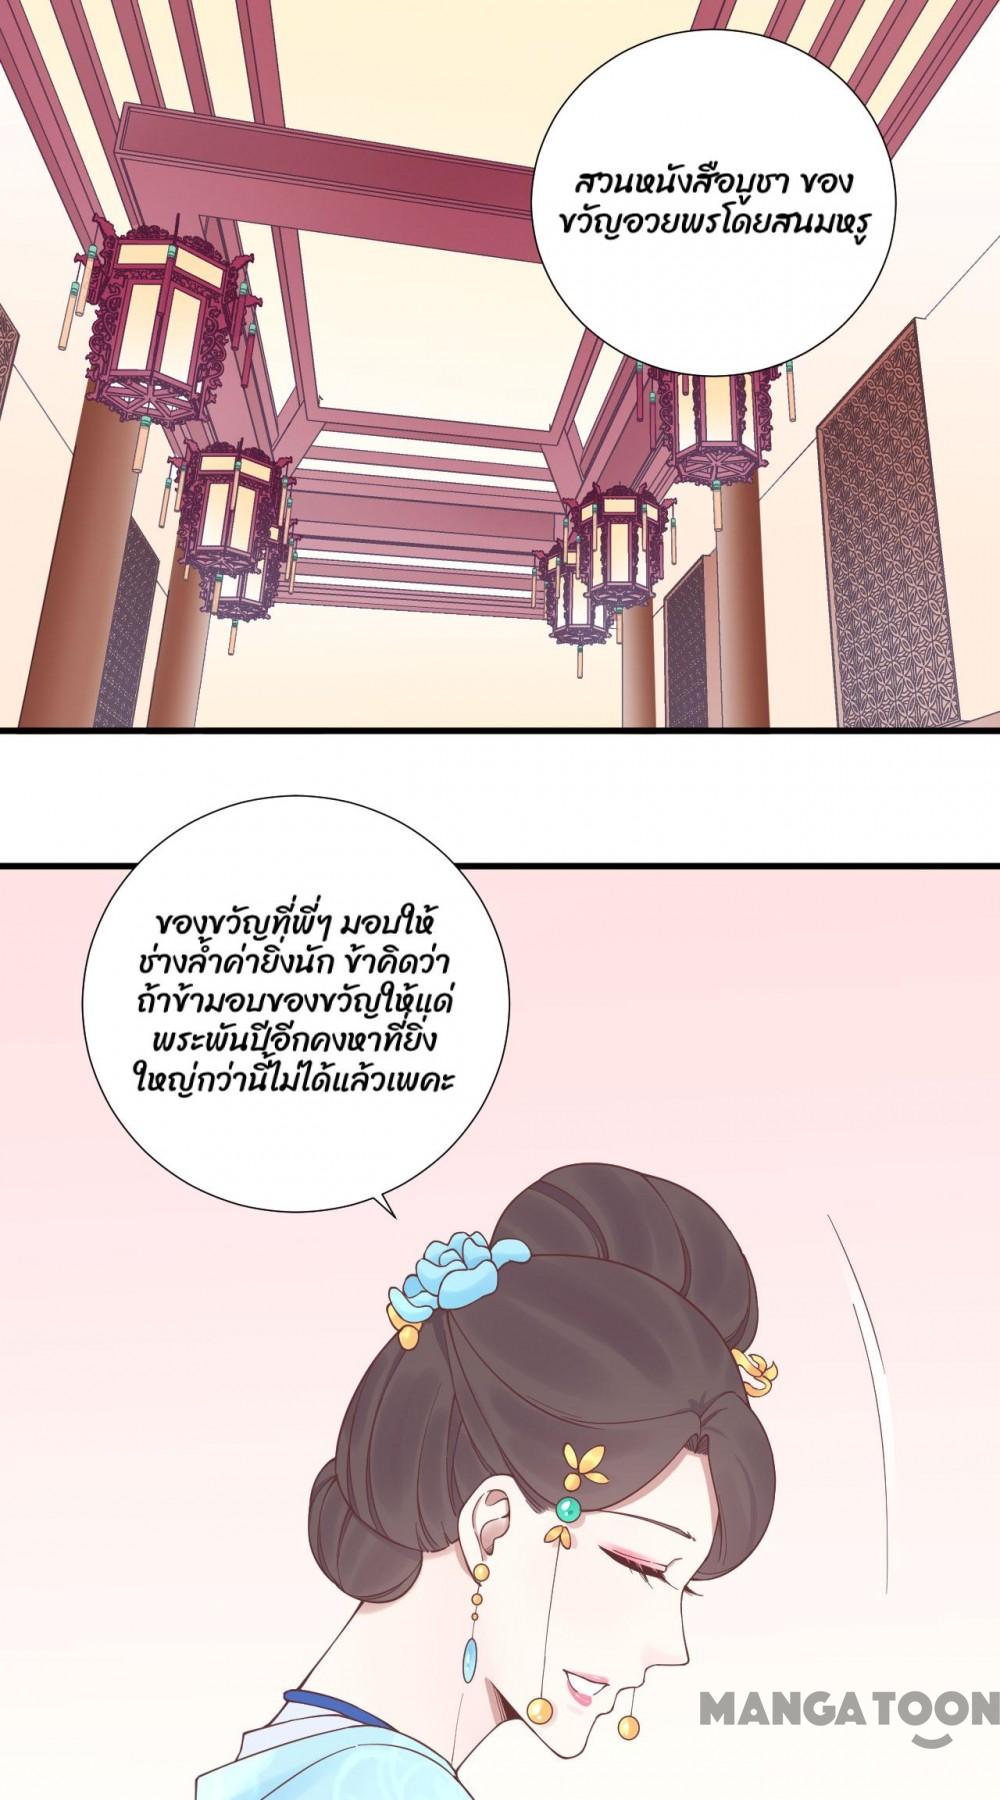 สวนหนังสือบูชา ของ
ขวัญอวยพรโดยสนมหรู
ของขวัญที่พี่ๆ มอบให้
ช่างล้ำค่ายิ่งนัก ข้าคิดว่า
ถ้าข้ามอบของขวัญให้แด่
พระพันปีอีกคงหาที่ยิ่ง
ใหญ่กว่านี้ไม่ได้แล้วเพคะ
MANGATOON